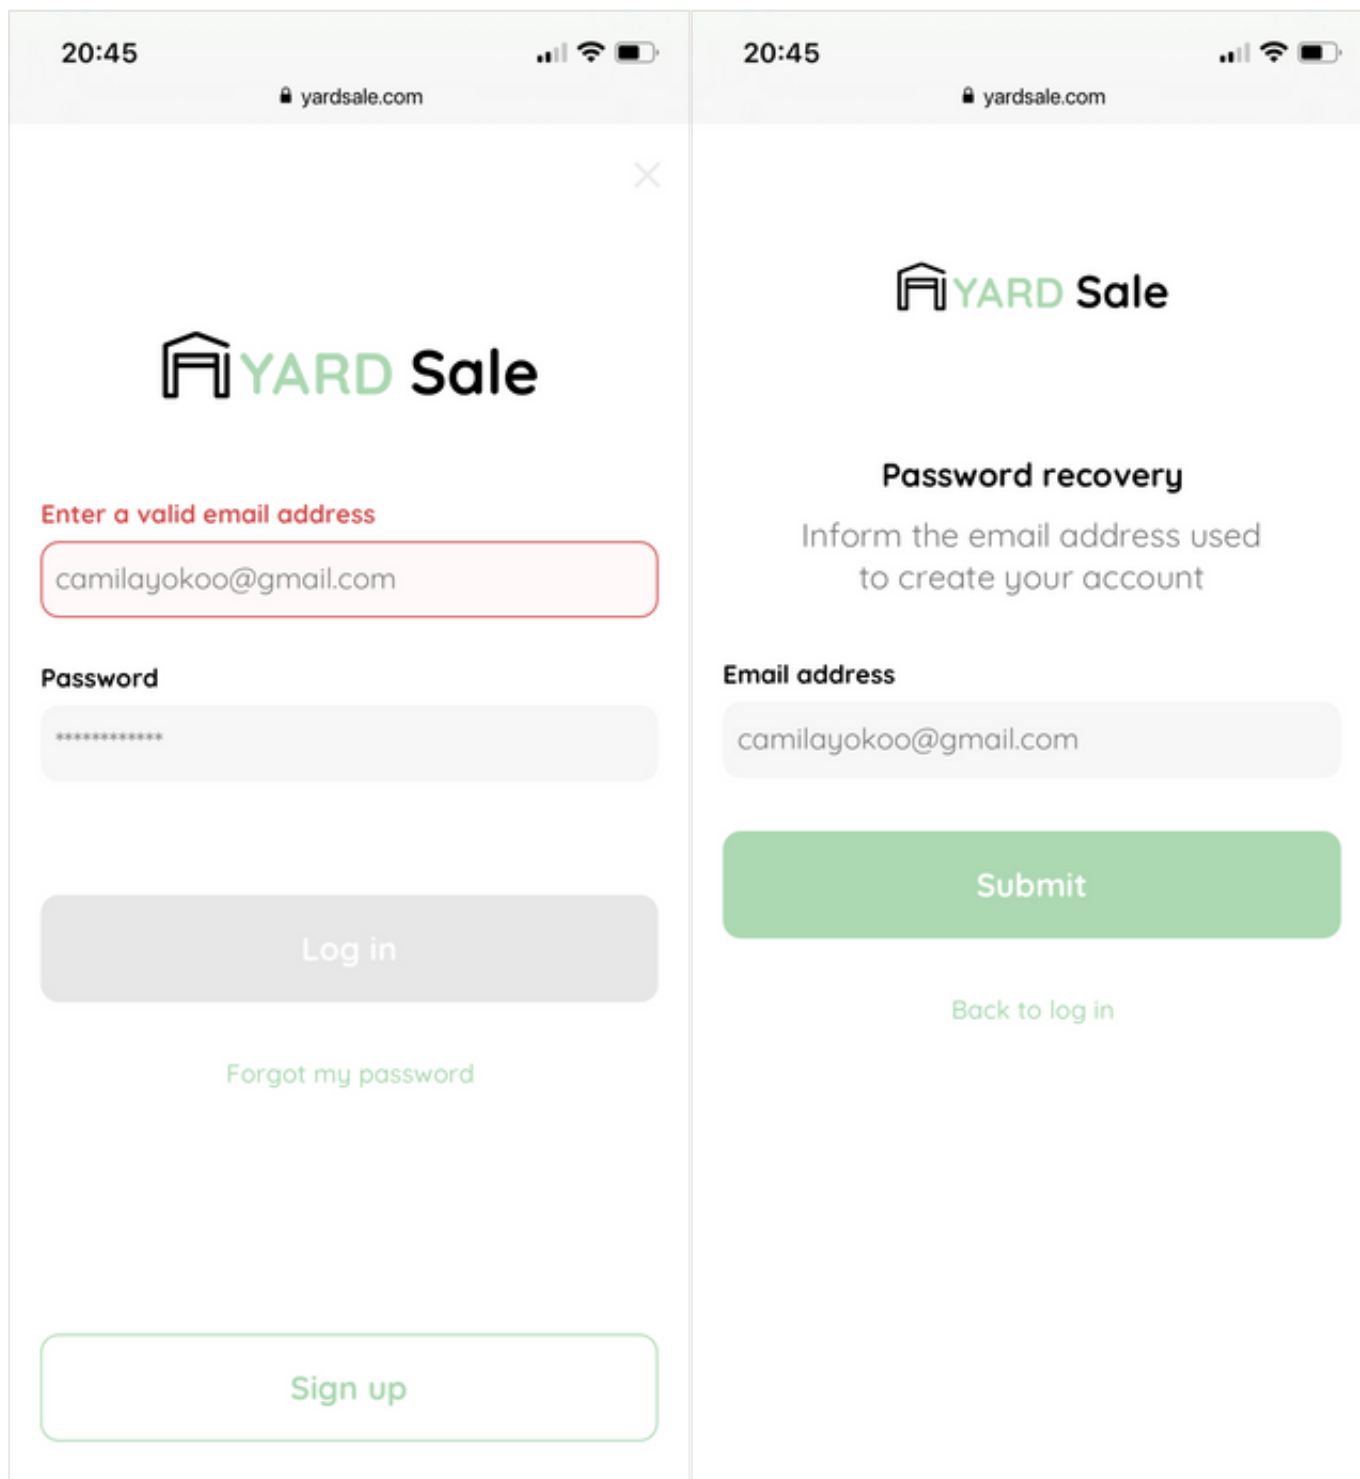 20:45
yardsale.com
YARD Sale
Enter a valid email address
camilayokoo@gmail.com
Password
************
Log in
Forgot my password
Sign up
20:45
yardsale.com
YARD Sale
Password recovery
Inform the email address used
to create your account
Email address
camilayokoo@gmail.com
Submit
Back to log in